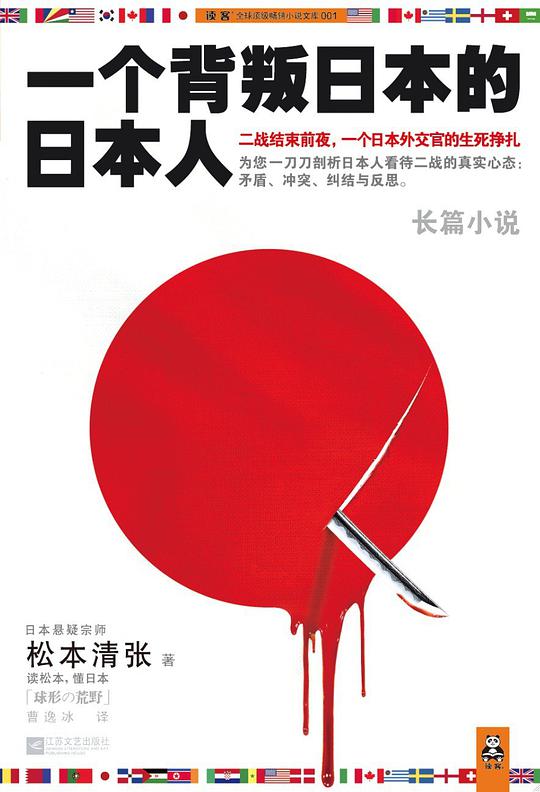 读客 全球顶级畅销小说文库 001
一个背叛日本的
日本人
二战结束前夜，一个日本外交官的生死挣扎
为您一刀刀剖析日本人看待二战的真实心态：
矛盾、冲突、纠结与反思。
长篇小说
日本悬疑宗师
松本清张 著
读松本，懂日本
「球形の荒野」
曹逸冰 译
江苏文艺出版社
读客